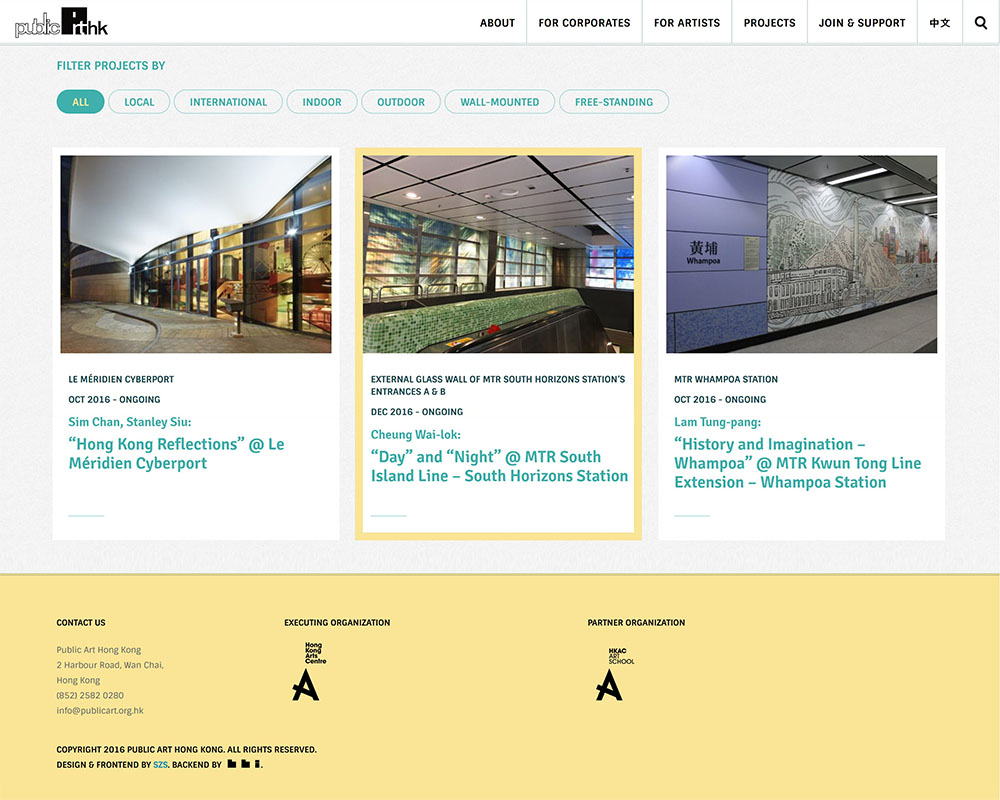 public Art hk
ABOUT
FOR CORPORATES
FOR ARTISTS
PROJECTS
JOIN & SUPPORT
中文
FILTER PROJECTS BY
ALL
LOCAL
INTERNATIONAL
INDOOR
OUTDOOR
WALL-MOUNTED
FREE-STANDING
黃埔
Whampoa
LE MÉRIDIEN CYBERPORT
OCT 2016 - ONGOING
Sim Chan, Stanley Siu:
“Hong Kong Reflections” @ Le
Méridien Cyberport
EXTERNAL GLASS WALL OF MTR SOUTH HORIZONS STATION'S
ENTRANCES A & B
DEC 2016 - ONGOING
Cheung Wai-lok:
“Day” and “Night” @ MTR South
Island Line – South Horizons Station
MTR WHAMPOA STATION
OCT 2016 - ONGOING
Lam Tung-pang:
“History and Imagination –
Whampoa” @ MTR Kwun Tong Line
Extension – Whampoa Station
CONTACT US
Public Art Hong Kong
2 Harbour Road, Wan Chai,
Hong Kong
(852) 2582 0280
info@publicart.org.hk
EXECUTING ORGANIZATION
Hong
Kong
Arts
Centre
PARTNER ORGANIZATION
HKAC
ART
SCHOOL
COPYRIGHT 2016 PUBLIC ART HONG KONG. ALL RIGHTS RESERVED.
DESIGN & FRONTEND BY SZS. BACKEND BY